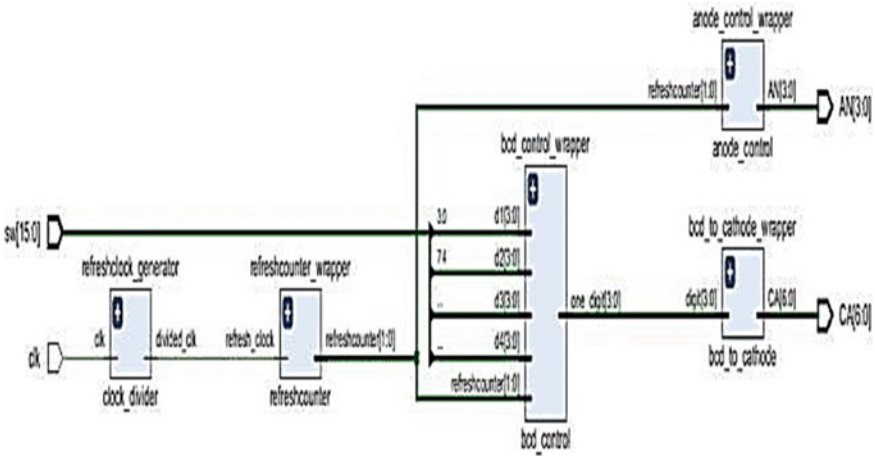 anode_control_wrapper
refreshcounter[1:0]
AN[3:0]
AN[3:0]
anode_control
bcd_control_wrapper
sw[15:0]
3:0
d1[3:0]
7:4
d2[3:0]
...
d3[3:0]
...
d4[3:0]
refreshcounter[1:0]
one_digit[3:0]
bcd_control
bcd_to_cathode_wrapper
digit[3:0]
CA[6:0]
CA[6:0]
bcd_to_cathode
refreshclock_generator
clk
clk
divided_clk
clock_divider
refreshcounter_wrapper
refresh_clock
refreshcounter[1:0]
refreshcounter